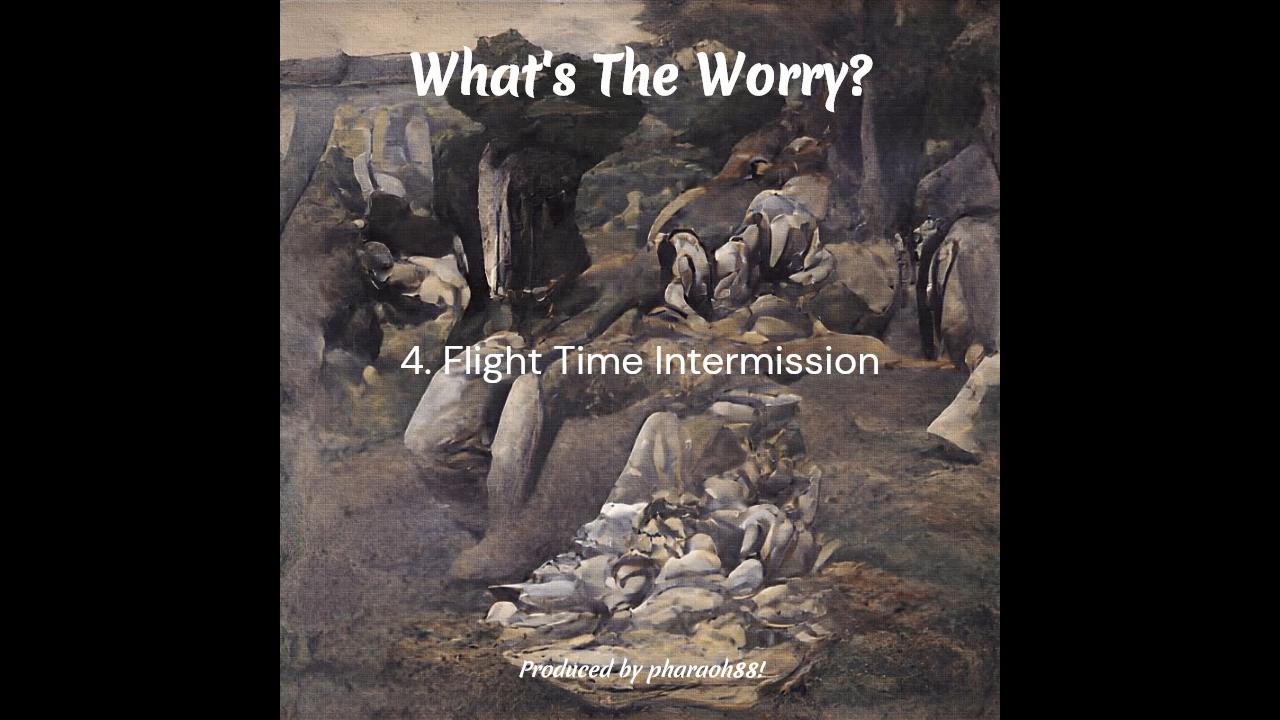 What's The Worry?
4. Flight Time Intermission
Produced by pharaoh88!